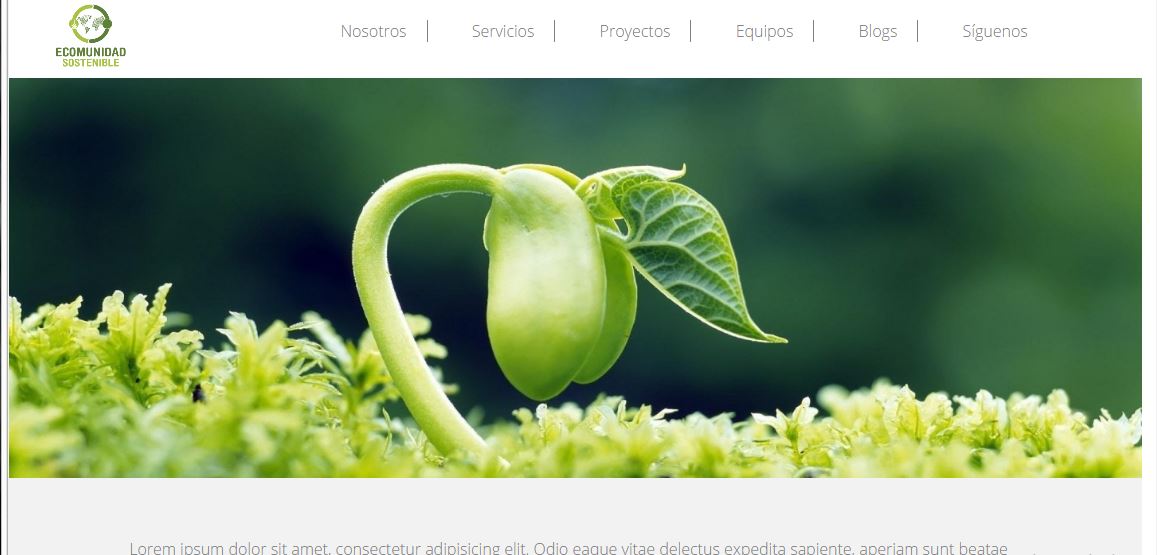 ECOMUNIDAD
SOSTENIBLE
Nosotros
Servicios
Proyectos
Equipos
Blogs
Síguenos
Lorem ipsum dolor sit amet, consectetur adipisicing elit. Odio eaque vitae delectus expedita sapiente, aperiam sunt beatae